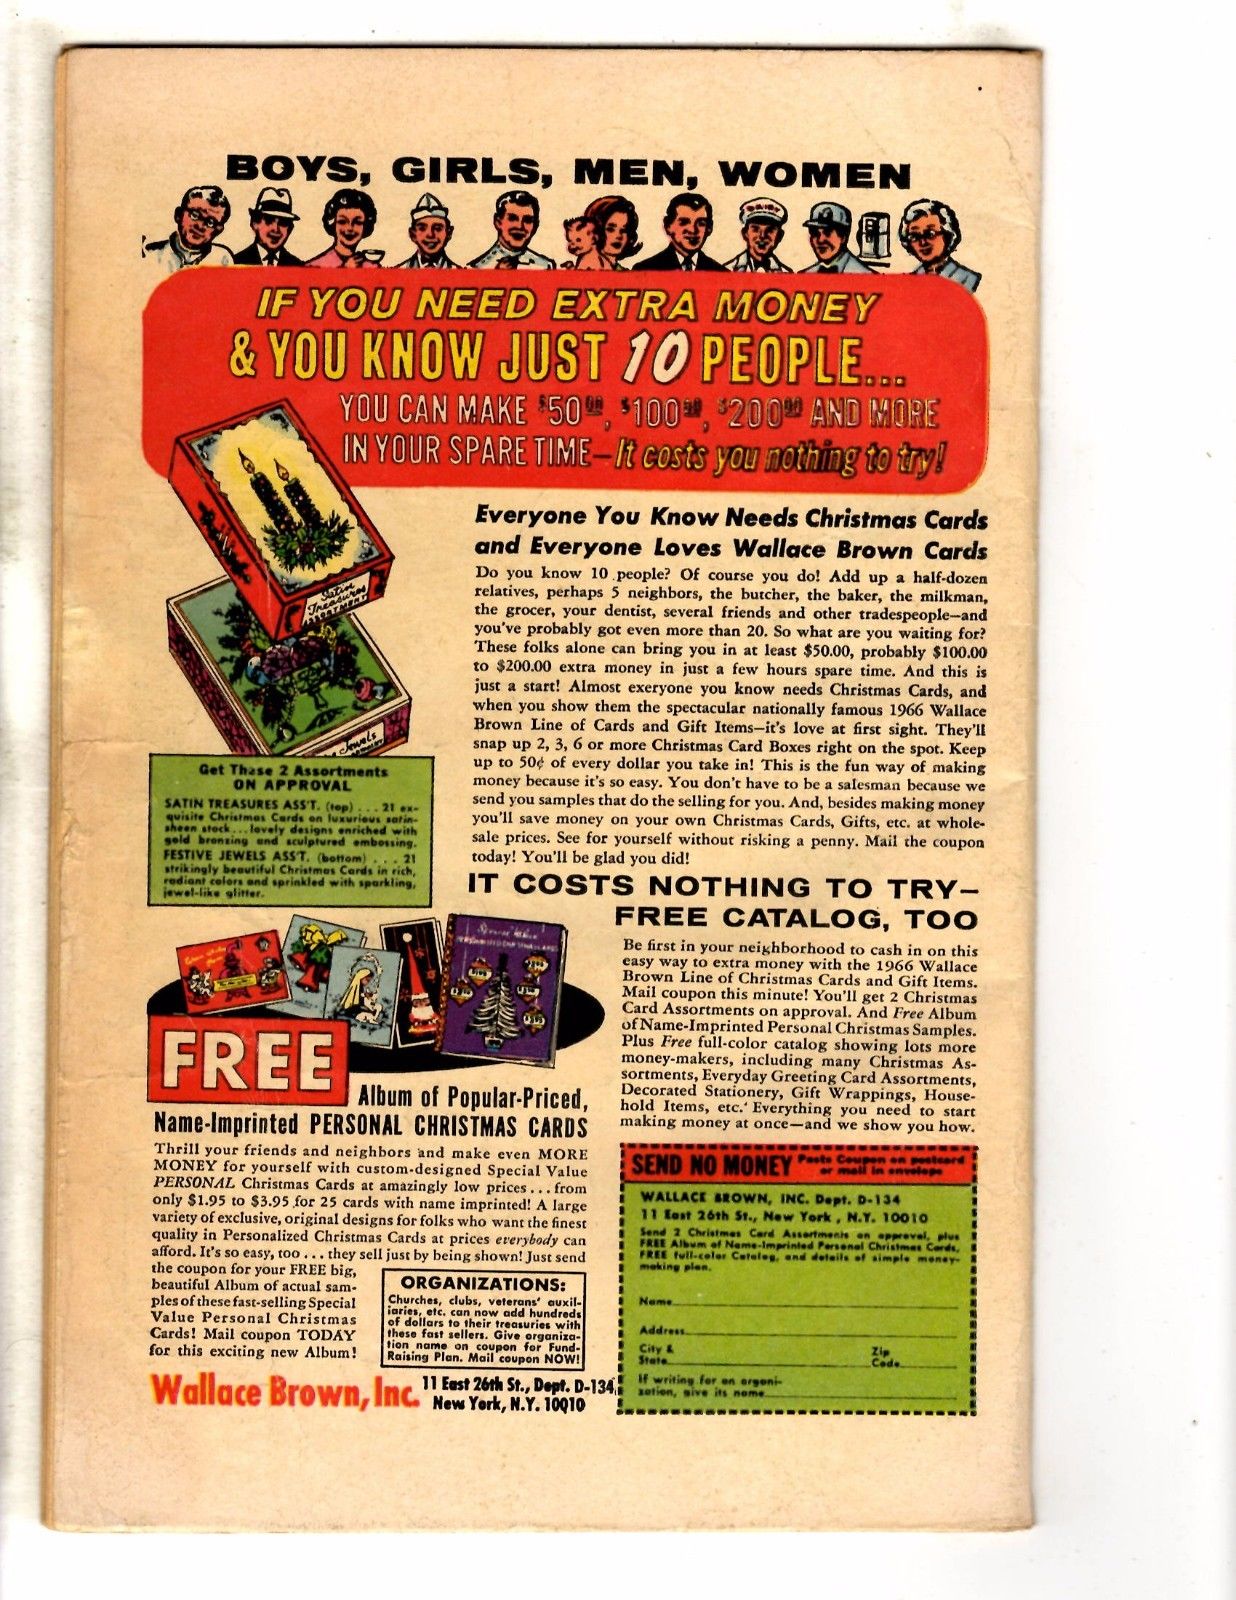 BOYS, GIRLS, MEN, WOMEN
IF YOU NEED EXTRA MONEY
& YOU KNOW JUST 10 PEOPLE...
YOU CAN MAKE $50.00, $100.00, $200.00 AND MORE
IN YOUR SPARE TIME—It costs you nothing to try!
Satin
Treasures
ASSORTMENT
Jewels
Get These 2 Assortments
ON APPROVAL
SATIN TREASURES ASS'T. (top) . . . 21 ex-
quisite Christmas Cards on luxurious satin-
sheen stock . . . lovely designs enriched with
gold bronzing and sculptured embossing.
FESTIVE JEWELS ASS'T. (bottom) . . . 21
strikingly beautiful Christmas Cards in rich,
radiant colors and sprinkled with sparkling,
jewel-like glitter.
Everyone You Know Needs Christmas Cards
and Everyone Loves Wallace Brown Cards
Do you know 10 people? Of course you do! Add up a half-dozen
relatives, perhaps 5 neighbors, the butcher, the baker, the milkman,
the grocer, your dentist, several friends and other tradespeople—and
you've probably got even more than 20. So what are you waiting for?
These folks alone can bring you in at least $50.00, probably $100.00
to $200.00 extra money in just a few hours spare time. And this is
just a start! Almost exeryone you know needs Christmas Cards, and
when you show them the spectacular nationally famous 1966 Wallace
Brown Line of Cards and Gift Items—it's love at first sight. They'll
snap up 2, 3, 6 or more Christmas Card Boxes right on the spot. Keep
up to 50¢ of every dollar you take in! This is the fun way of making
money because it's so easy. You don't have to be a salesman because we
send you samples that do the selling for you. And, besides making money
you'll save money on your own Christmas Cards, Gifts, etc. at whole-
sale prices. See for yourself without risking a penny. Mail the coupon
today! You'll be glad you did!
IT COSTS NOTHING TO TRY—
FREE CATALOG, TOO
Be first in your neighborhood to cash in on this
easy way to extra money with the 1966 Wallace
Brown Line of Christmas Cards and Gift Items.
Mail coupon this minute! You'll get 2 Christmas
Card Assortments on approval. And Free Album
of Name-Imprinted Personal Christmas Samples.
Plus Free full-color catalog showing lots more
money-makers, including many Christmas As-
sortments, Everyday Greeting Card Assortments,
Decorated Stationery, Gift Wrappings, House-
hold Items, etc. Everything you need to start
making money at once—and we show you how.
FREE
Album of Popular-Priced,
Name-Imprinted PERSONAL CHRISTMAS CARDS
Thrill your friends and neighbors and make even MORE
MONEY for yourself with custom-designed Special Value
PERSONAL Christmas Cards at amazingly low prices . . . from
only $1.95 to $3.95 for 25 cards with name imprinted! A large
variety of exclusive, original designs for folks who want the finest
quality in Personalized Christmas Cards at prices everybody can
afford. It's so easy, too . . . they sell just by being shown! Just send
the coupon for your FREE big,
beautiful Album of actual sam-
ples of these fast-selling Special
Value Personal Christmas
Cards! Mail coupon TODAY
for this exciting new Album!
ORGANIZATIONS:
Churches, clubs, veterans' auxil-
iaries, etc. can now add hundreds
of dollars to their treasuries with
these fast sellers. Give organiza-
tion name on coupon for Fund-
Raising Plan. Mail coupon NOW!
Wallace Brown, Inc. 11 East 26th St., Dept. D-134,
New York, N.Y. 10010
SEND NO MONEY Paste Coupon on postcard
or mail in envelope
WALLACE BROWN, INC. Dept. D-134
11 East 26th St., New York, N.Y. 10010
Send 2 Christmas Card Assortments on approval, plus
FREE Album of Name-Imprinted Personal Christmas Cards,
FREE full-color Catalog, and details of simple money-
making plan.
Name
Address
City &
State
Zip
Code
If writing for an organi-
zation, give its name